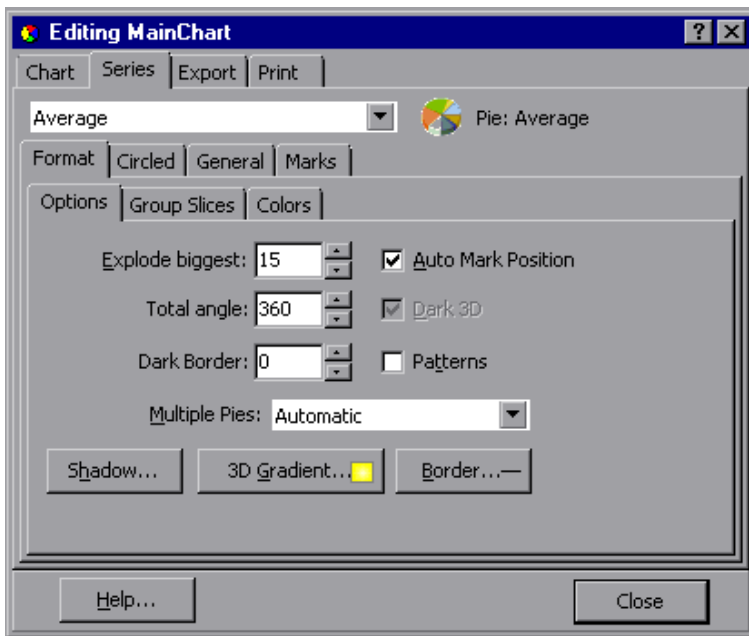 Editing MainChart
Chart Series Export Print
Average Pie: Average
Format Circled General Marks
Options Group Slices Colors
Explode biggest: 15 Auto Mark Position
Total angle: 360 Dark 3D
Dark Border: 0 Patterns
Multiple Pies: Automatic
Shadow... 3D Gradient... Border...
Help... Close